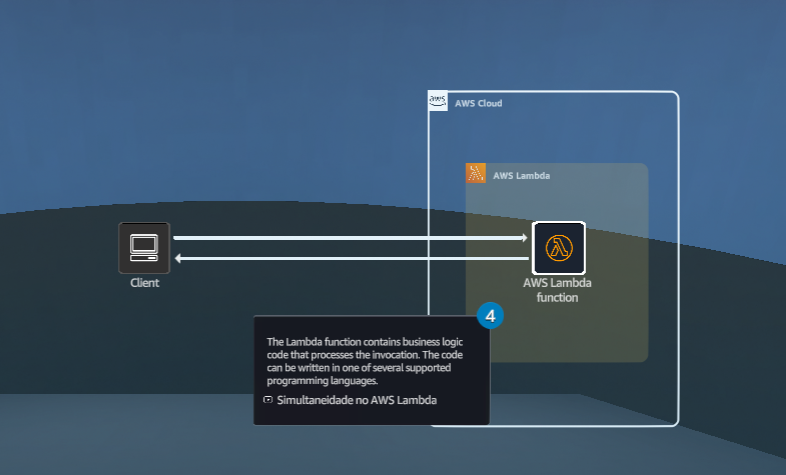 aws
AWS Cloud
AWS Lambda
Client
AWS Lambda
function
4
The Lambda function contains business logic
code that processes the invocation. The code
can be written in one of several supported
programming languages.
Simultaneidade no AWS Lambda